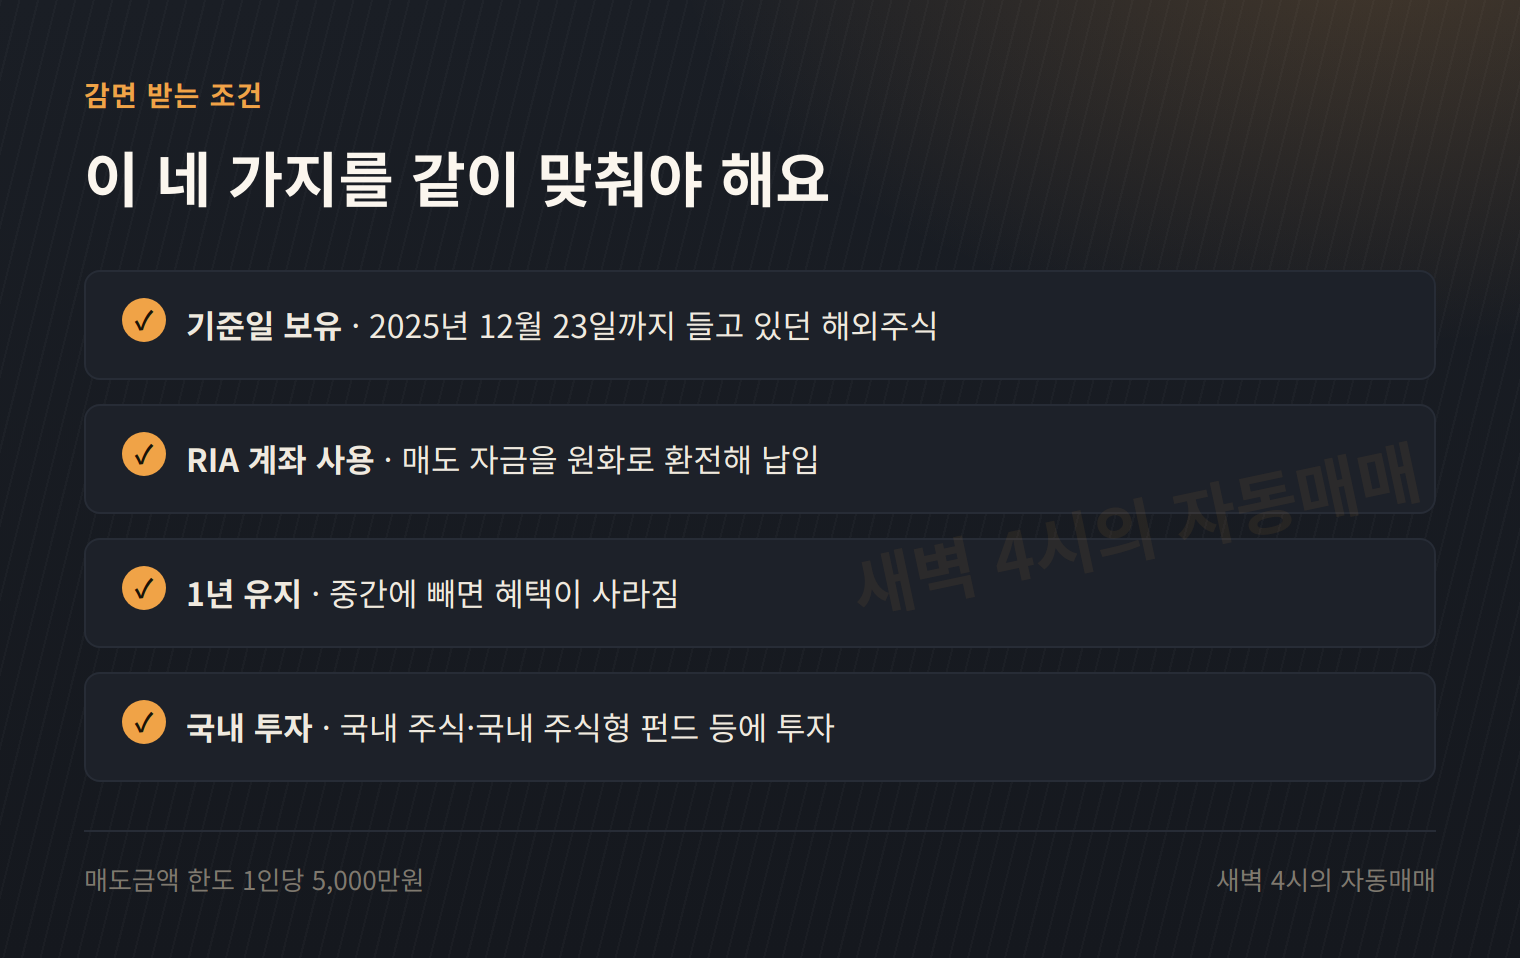 감면 받는 조건
이 네 가지를 같이 맞춰야 해요
✓ 기준일 보유 · 2025년 12월 23일까지 들고 있던 해외주식
✓ RIA 계좌 사용 · 매도 자금을 원화로 환전해 납입
✓ 1년 유지 · 중간에 빼면 혜택이 사라짐
✓ 국내 투자 · 국내 주식·국내 주식형 펀드 등에 투자
새벽 4시의 자동매매
매도금액 한도 1인당 5,000만원
새벽 4시의 자동매매